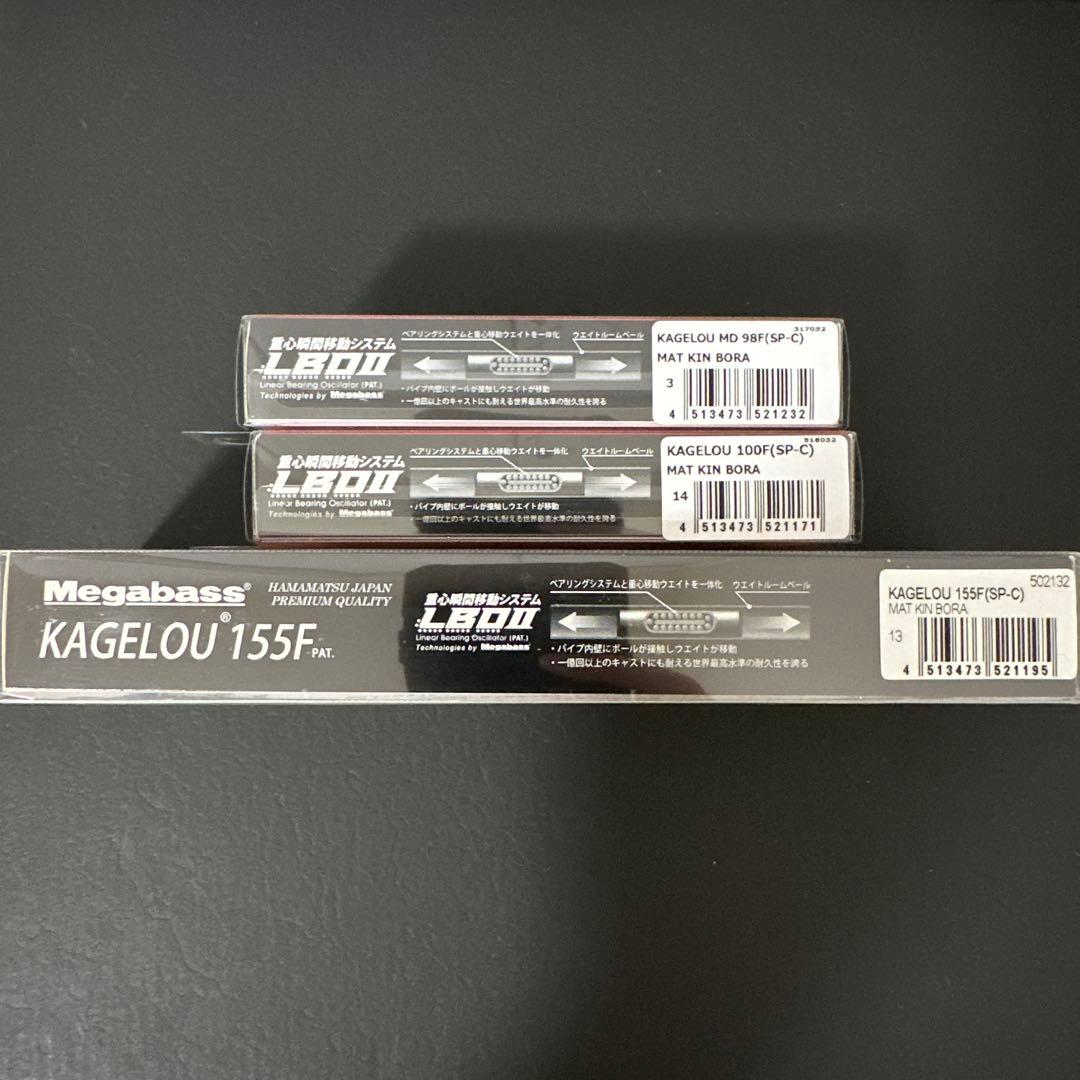 重心瞬間移動システム
LBOII
Linear Bearing Oscillator (PAT.)
Technologies by Megabass
ベアリングシステムと重心移動ウエイトを一体化 ウエイトルームベール
・パイプ内壁にボールが接触しウエイトが移動
・一億回以上のキャストにも耐える世界最高水準の耐久性を誇る
317032
KAGELOU MD 98F(SP-C)
MAT KIN BORA
3
4 513473 521232
重心瞬間移動システム
LBOII
Linear Bearing Oscillator (PAT.)
Technologies by Megabass
ベアリングシステムと重心移動ウエイトを一体化 ウエイトルームベール
・パイプ内壁にボールが接触しウエイトが移動
・一億回以上のキャストにも耐える世界最高水準の耐久性を誇る
916032
KAGELOU 100F(SP-C)
MAT KIN BORA
14
4 513473 521171
Megabass®
HAMAMATSU JAPAN
PREMIUM QUALITY
KAGELOU® 155F PAT.
重心瞬間移動システム
LBOII
Linear Bearing Oscillator (PAT.)
Technologies by Megabass
ベアリングシステムと重心移動ウエイトを一体化 ウエイトルームベール
・パイプ内壁にボールが接触しウエイトが移動
・一億回以上のキャストにも耐える世界最高水準の耐久性を誇る
502132
KAGELOU 155F(SP-C)
MAT KIN BORA
13
4 513473 521195